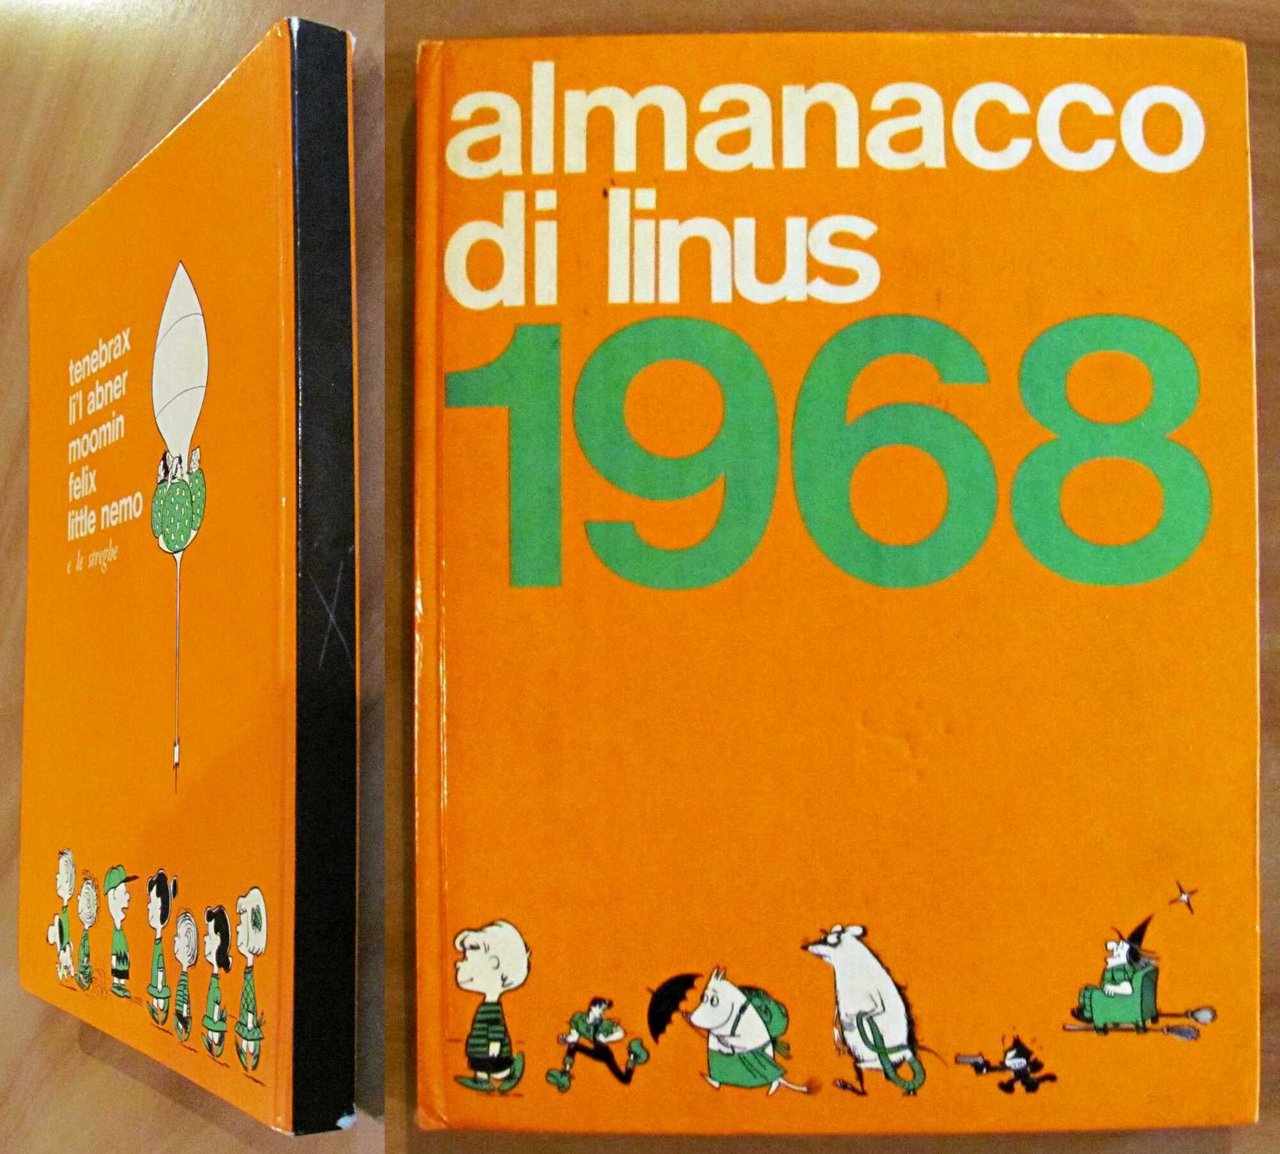 tenebrax
li'l abner
moomin
felix
little nemo
e le streghe
almanacco
di linus
1968